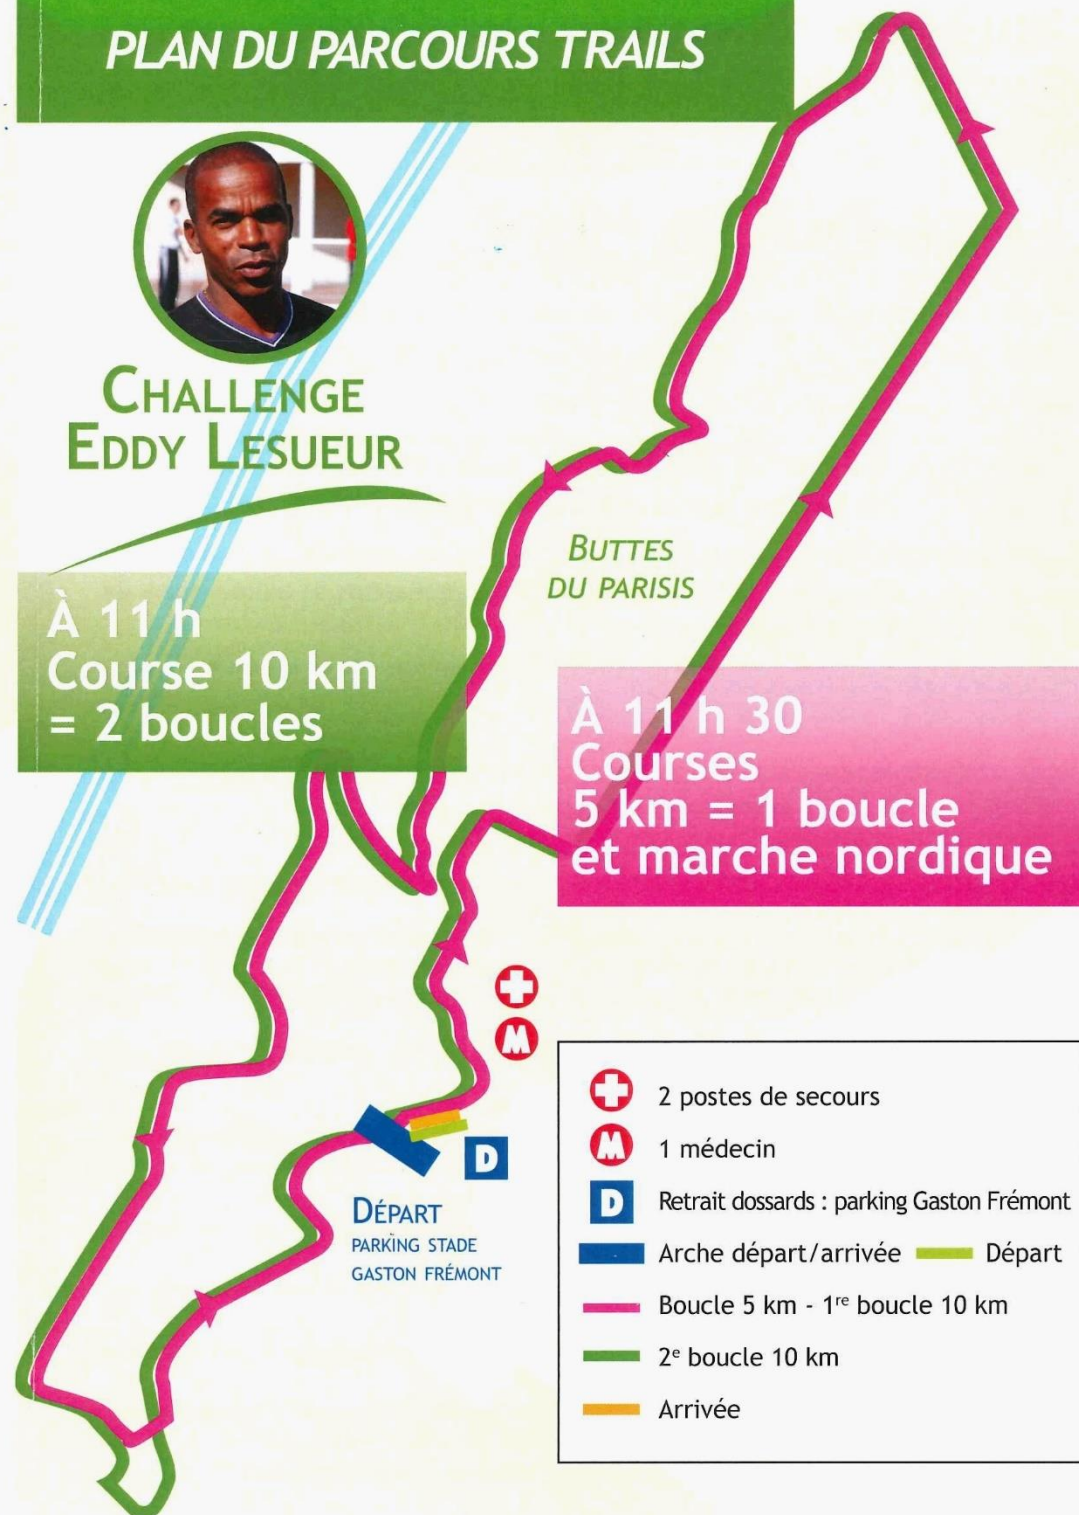 PLAN DU PARCOURS TRAILS
CHALLENGE
EDDY LESUEUR
BUTTES
DU PARISIS
À 11 h
Course 10 km
= 2 boucles
À 11 h 30
Courses
5 km = 1 boucle
et marche nordique
M
D
DÉPART
PARKING STADE
GASTON FRÉMONT
2 postes de secours
M 1 médecin
D Retrait dossards : parking Gaston Frémont
Arche départ/arrivée Départ
Boucle 5 km - 1re boucle 10 km
2e boucle 10 km
Arrivée